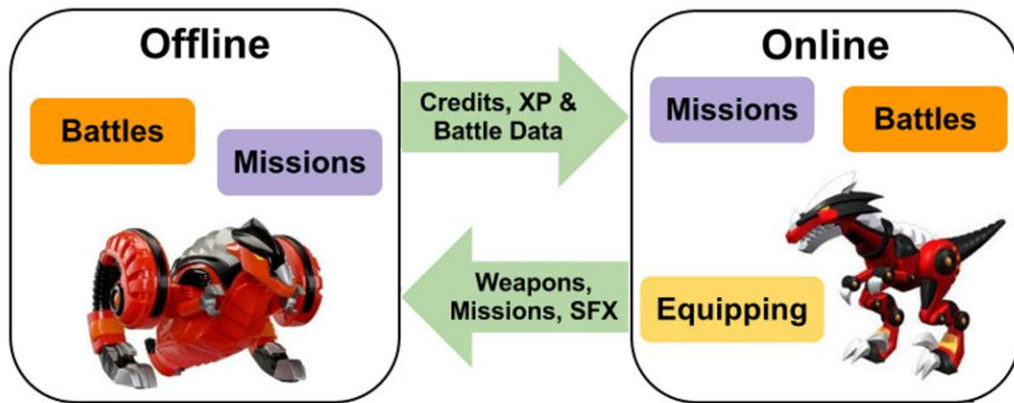 Offline
Battles
Missions
Credits, XP &
Battle Data
Weapons,
Missions, SFX
Online
Missions
Battles
Equipping